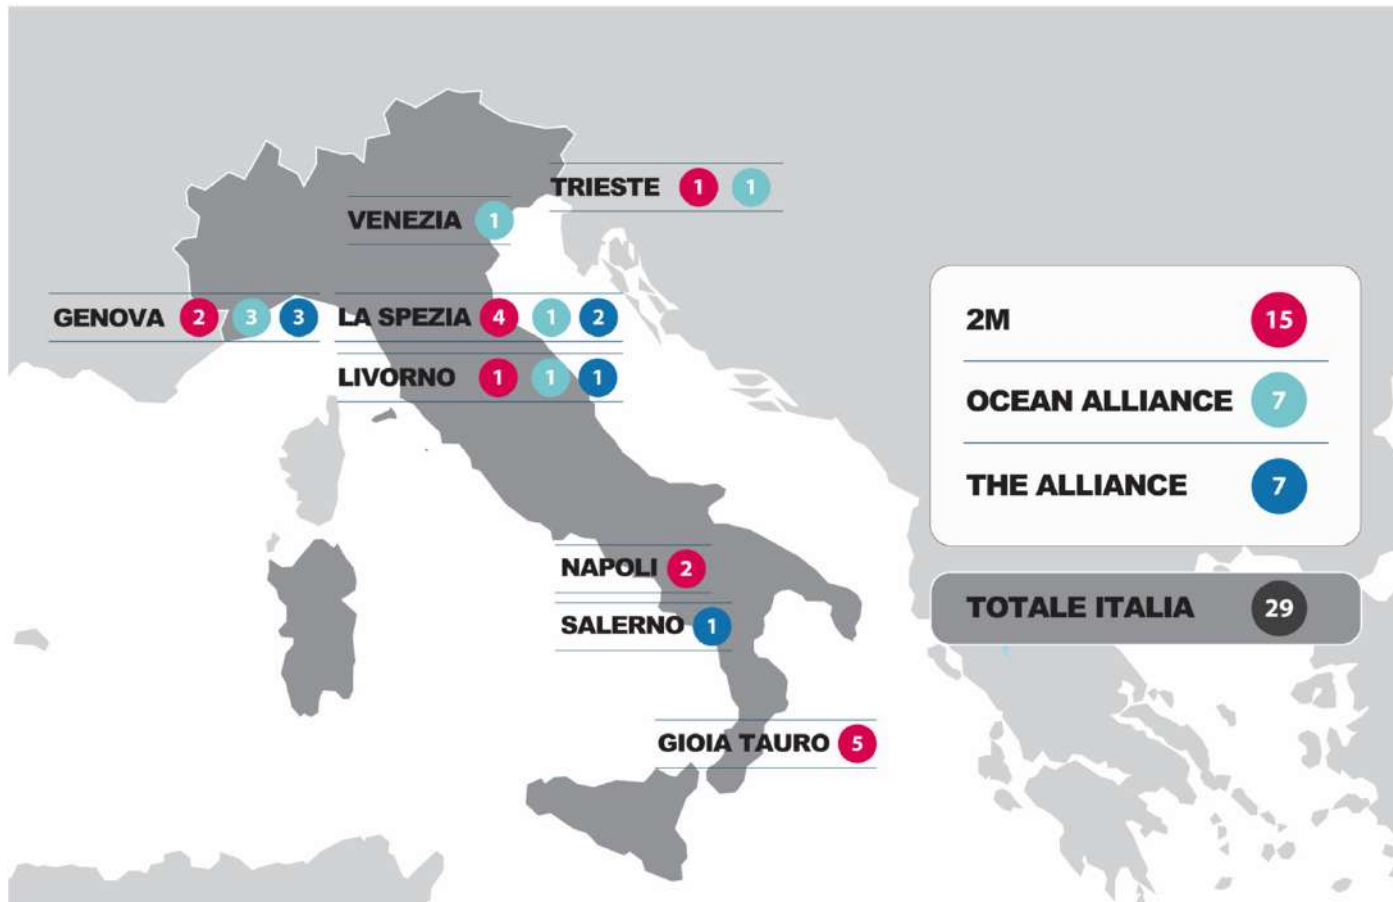 TRIESTE 1 1
VENEZIA 1
GENOVA 2 3 3
LA SPEZIA 4 1 2
LIVORNO 1 1 1
NAPOLI 2
SALERNO 1
GIOIA TAURO 5
2M 15
OCEAN ALLIANCE 7
THE ALLIANCE 7
TOTALE ITALIA 29